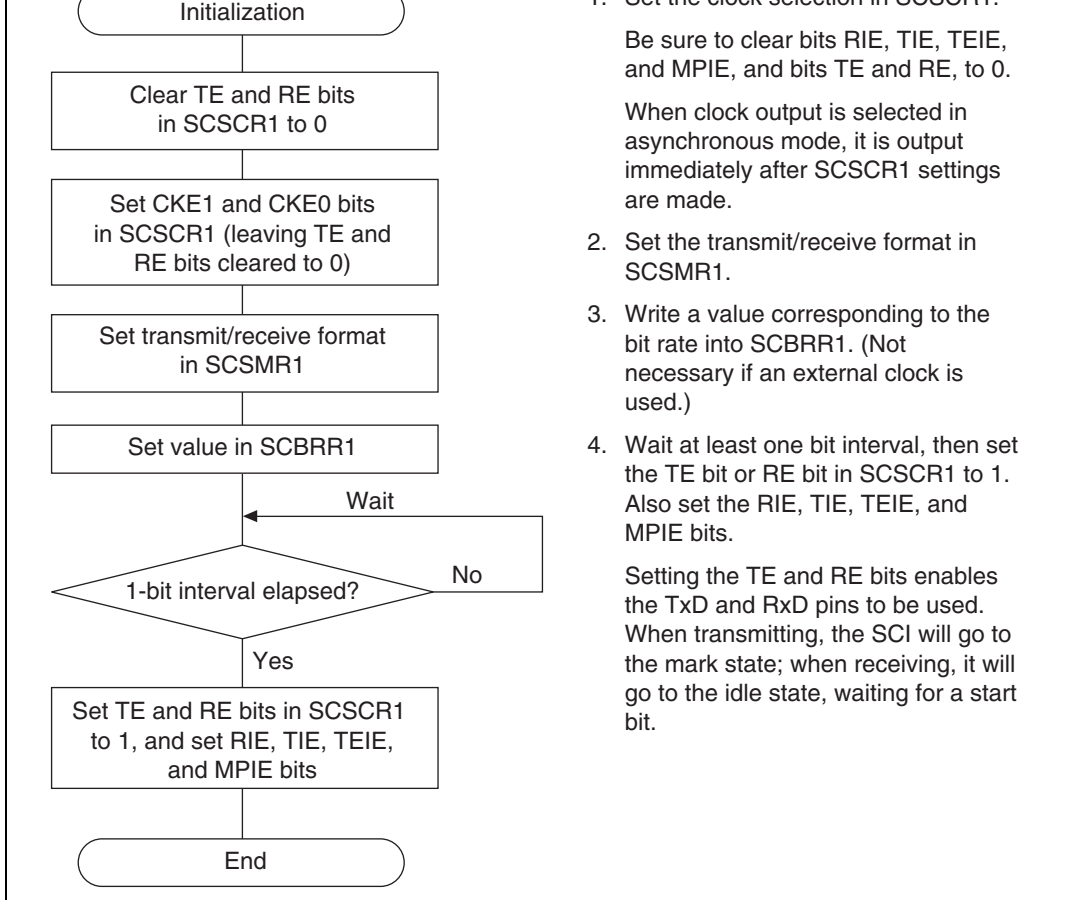 Initialization
Clear TE and RE bits
in SCSCR1 to 0
Set CKE1 and CKE0 bits
in SCSCR1 (leaving TE and
RE bits cleared to 0)
Set transmit/receive format
in SCSMR1
Set value in SCBRR1
Wait
1-bit interval elapsed?
No
Yes
Set TE and RE bits in SCSCR1
to 1, and set RIE, TIE, TEIE,
and MPIE bits
End
1. Set the clock selection in SCSCR1.
Be sure to clear bits RIE, TIE, TEIE,
and MPIE, and bits TE and RE, to 0.
When clock output is selected in
asynchronous mode, it is output
immediately after SCSCR1 settings
are made.
2. Set the transmit/receive format in
SCSMR1.
3. Write a value corresponding to the
bit rate into SCBRR1. (Not
necessary if an external clock is
used.)
4. Wait at least one bit interval, then set
the TE bit or RE bit in SCSCR1 to 1.
Also set the RIE, TIE, TEIE, and
MPIE bits.
Setting the TE and RE bits enables
the TxD and RxD pins to be used.
When transmitting, the SCI will go to
the mark state; when receiving, it will
go to the idle state, waiting for a start
bit.